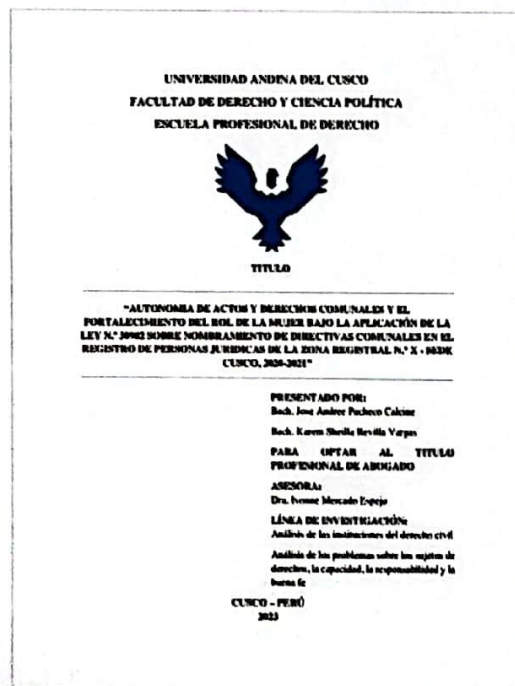 UNIVERSIDAD ANDINA DEL CUSCO
FACULTAD DE DERECHO Y CIENCIA POLÍTICA
ESCUELA PROFESIONAL DE DERECHO
TITULO
“AUTONOMIA DE ACTOS Y DERECHOS COMUNALES Y EL
FORTALECIMIENTO DEL ROL DE LA MUJER BAJO LA APLICACIÓN DE LA
LEY N.° 30982 SOBRE NOMBRAMIENTO DE DIRECTIVAS COMUNALES EN EL
REGISTRO DE PERSONAS JURIDICAS DE LA ZONA REGISTRAL N.° X - SEDE
CUSCO, 2020-2021”
PRESENTADO POR:
Bach. Jose Andree Pacheco Calcine
Bach. Karem Sheilla Revilla Vargas
PARA OPTAR AL TITULO
PROFESIONAL DE ABOGADO
ASESORA:
Dra. Ivonne Mercado Espejo
LÍNEA DE INVESTIGACIÓN:
Análisis de las instituciones del derecho civil
Análisis de los problemas sobre los sujetos de
derechos, la capacidad, la responsabilidad y la
buena fe
CUSCO – PERÚ
2023